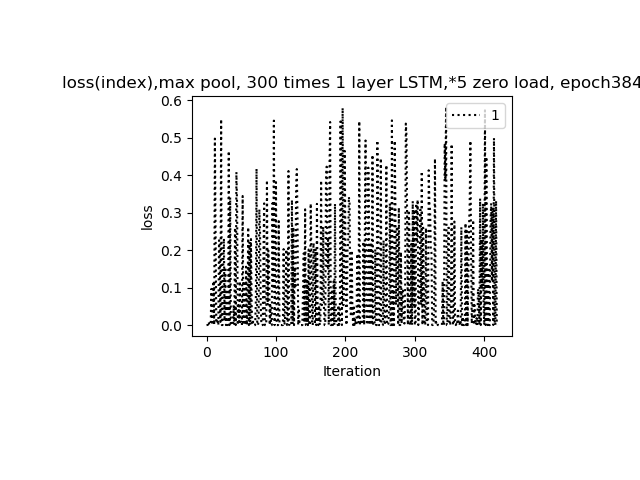 loss(index),max pool, 300 times 1 layer LSTM,*5 zero load, epoch384
0.6
0.5
0.4
0.3
0.2
0.1
0.0
loss
1
0 100 200 300 400
Iteration